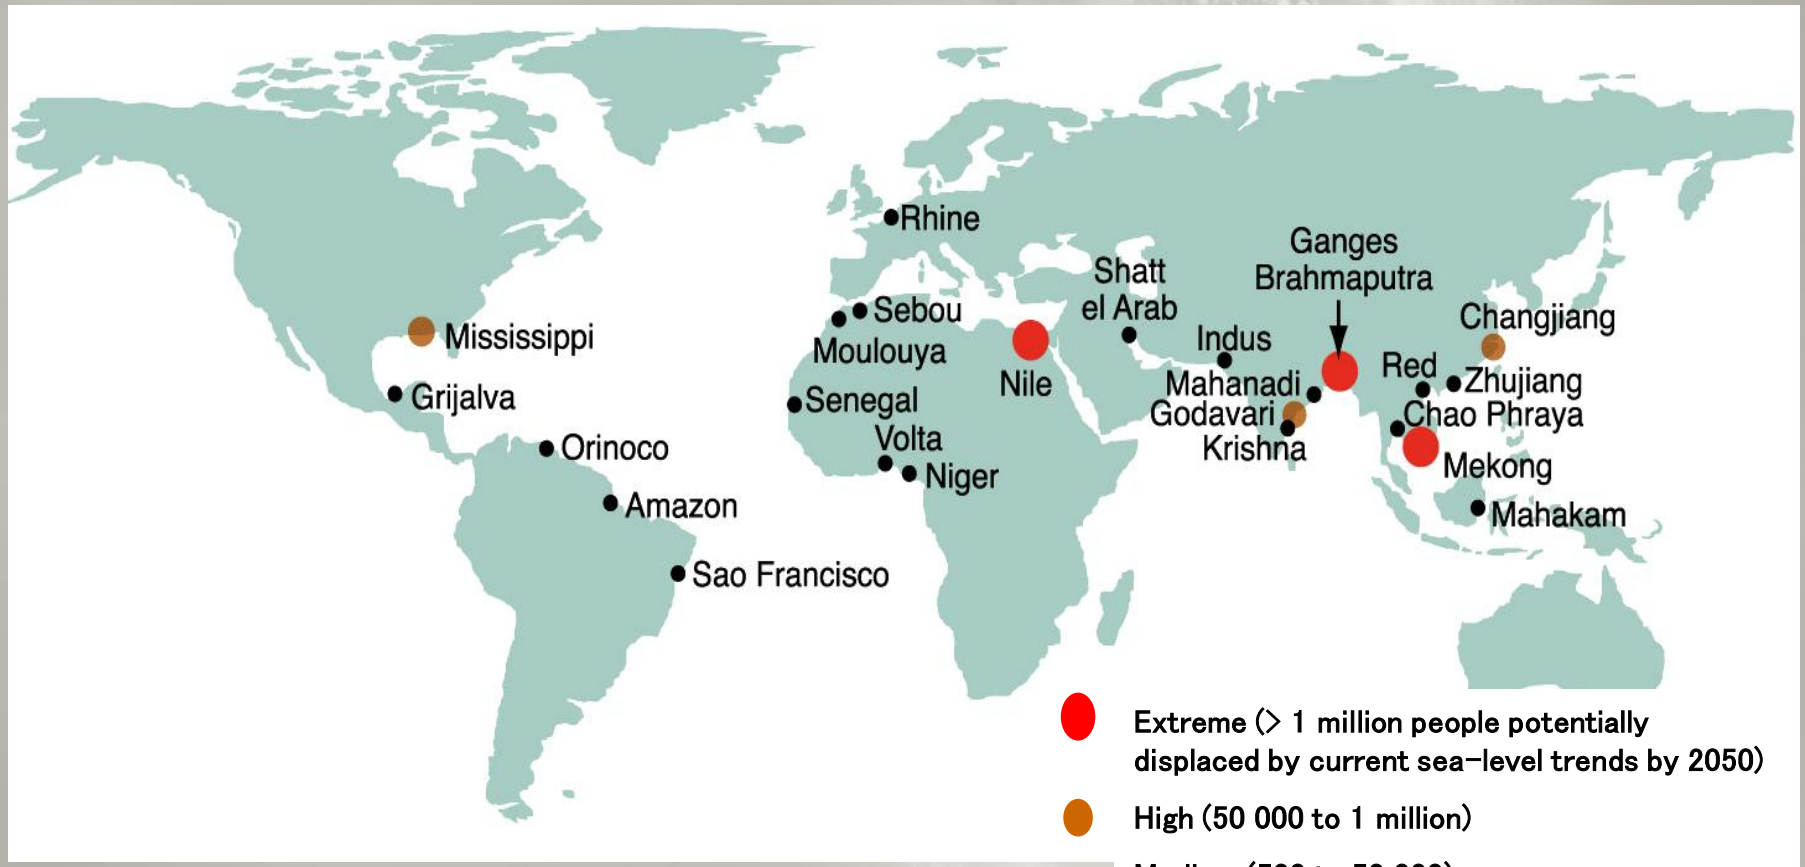 Rhine
Ganges
Brahmaputra
Shatt
el Arab
Sebou
Moulouya
Mississippi
Grijalva
Nile
Indus
Changjiang
Red
Zhujiang
Mahanadi
Godavari
Krishna
Chao Phraya
Mekong
Senegal
Volta
Niger
Orinoco
Amazon
Mahakam
Sao Francisco
Extreme (> 1 million people potentially
displaced by current sea-level trends by 2050)
High (50 000 to 1 million)